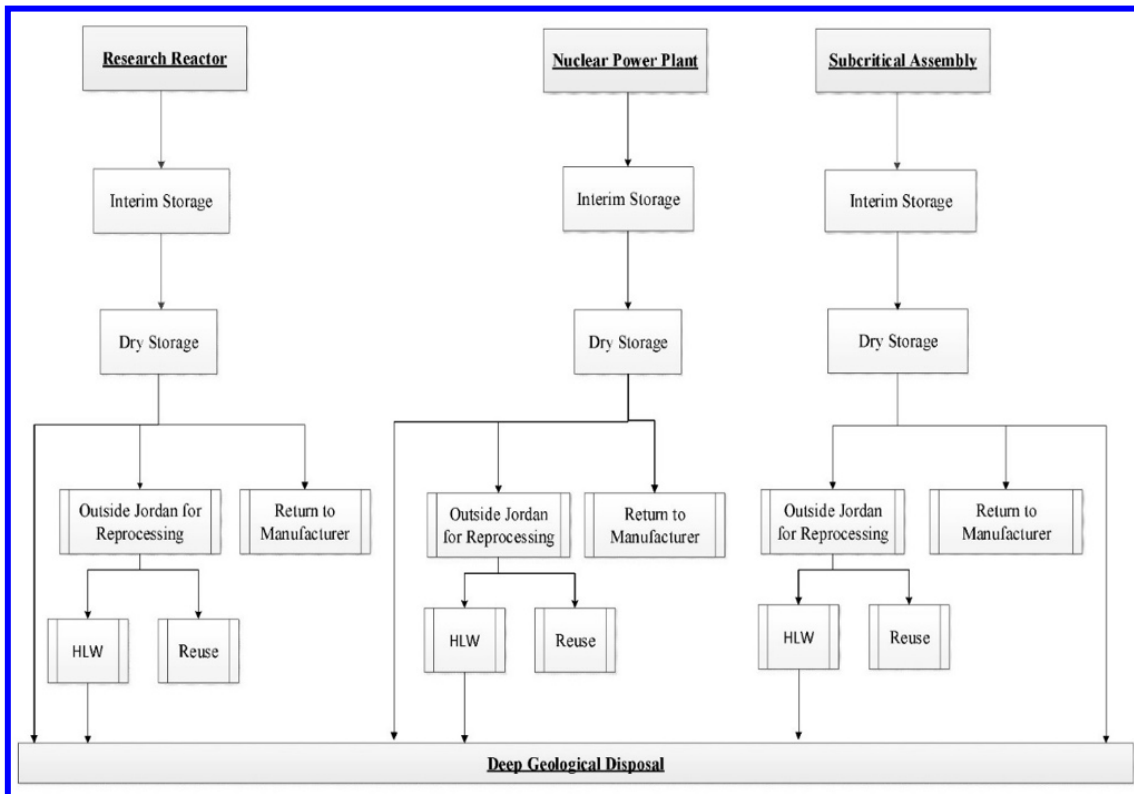 Research Reactor
Nuclear Power Plant
Subcritical Assembly
Interim Storage
Interim Storage
Interim Storage
Dry Storage
Dry Storage
Dry Storage
Outside Jordan for
Reprocessing
Return to
Manufacturer
Outside Jordan
for Reprocessing
Return to
Manufacturer
Outside Jordan
for Reprocessing
Return to
Manufacturer
HLW
Reuse
HLW
Reuse
HLW
Reuse
Deep Geological Disposal